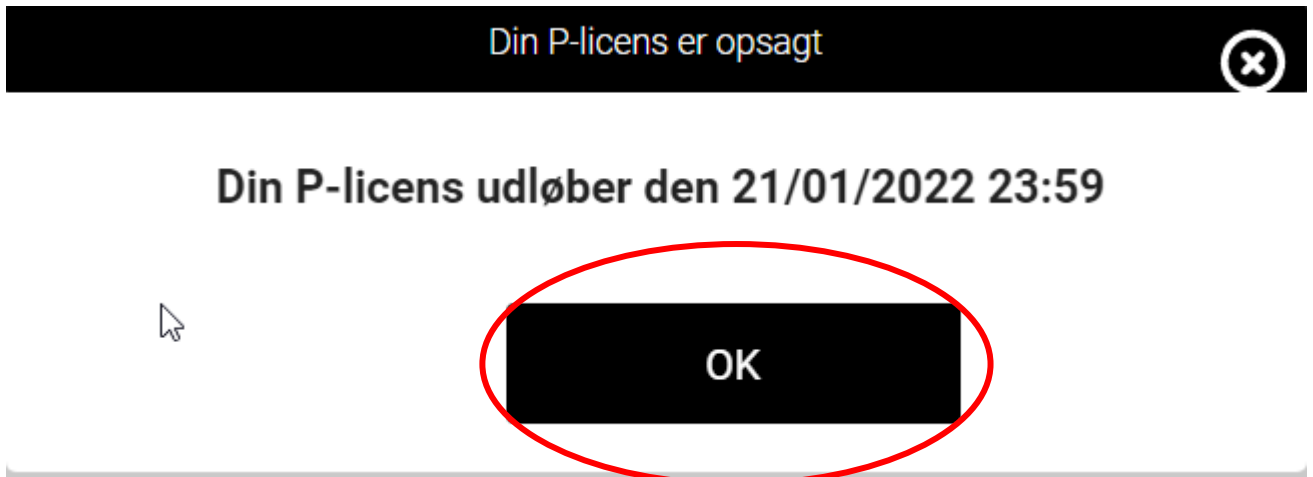 Din P-licens er opsagt
Din P-licens udløber den 21/01/2022 23:59
OK